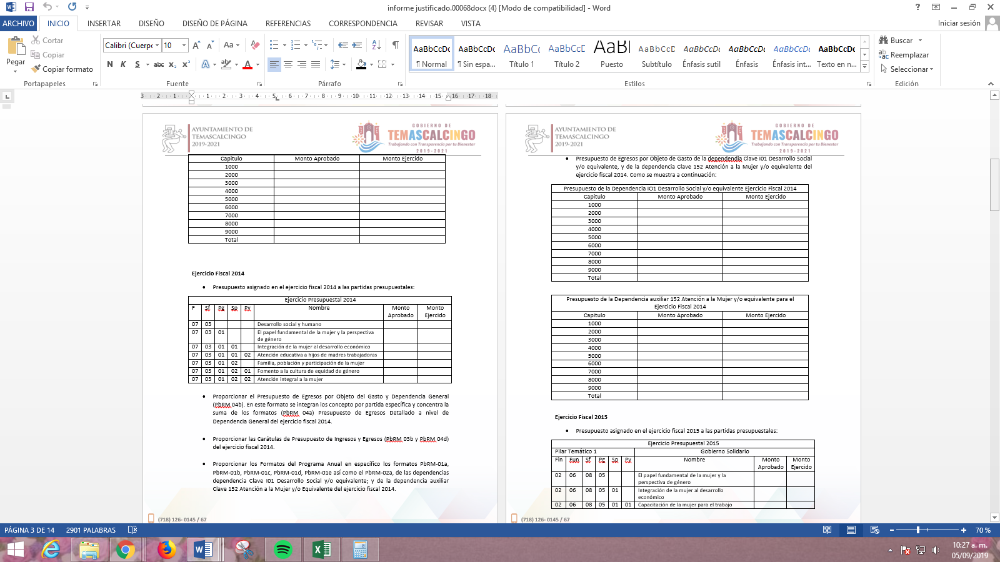 informe justificado.00068docx (4) [Modo de compatibilidad] - Word
ARCHIVO INICIO INSERTAR DISEÑO DISEÑO DE PÁGINA REFERENCIAS CORRESPONDENCIA REVISAR VISTA Iniciar sesión
Pegar
Cortar
Copiar
Copiar formato
Portapapeles
Calibri (Cuerpo 10
N K S abc x₂ x²
Fuente
Párrafo
AaBbCcDc AaBbCcDc AaBbCc AaBbCcD AaBl AaBbCcD AaBbCcDc AaBbCcDc AaBbCcDc AaBbCcDc
¶ Normal ¶ Sin espa... Título 1 Título 2 Puesto Subtítulo Énfasis sutil Énfasis Énfasis int... Texto en n...
Estilos
Buscar
Reemplazar
Seleccionar
Edición
3 2 1 1 2 3 4 5 6 7 8 9 10 11 12 13 14 15 16 17 18
AYUNTAMIENTO DE
TEMASCALCINGO
2019-2021
GOBIERNO DE
TEMASCALCINGO
Trabajando con Transparencia por tu Bienestar
2019-2021
Capitulo Monto Aprobado Monto Ejercido
1000
2000
3000
4000
5000
6000
7000
8000
9000
Total
Ejercicio Fiscal 2014
• Presupuesto asignado en el ejercicio fiscal 2014 a las partidas presupuestales:
Ejercicio Presupuestal 2014
F Sf Pg Sp Py Nombre Monto Aprobado Monto Ejercido
07 03 Desarrollo social y humano
07 03 01 El papel fundamental de la mujer y la perspectiva
de género
07 03 01 01 Integración de la mujer al desarrollo económico
07 03 01 01 02 Atención educativa a hijos de madres trabajadoras
07 03 01 02 Familia, población y participación de la mujer
07 03 01 02 01 Fomento a la cultura de equidad de género
07 03 01 02 02 Atención integral a la mujer
• Proporcionar el Presupuesto de Egresos por Objeto del Gasto y Dependencia General
(PbRM 04b). En este formato se integran los concepto por partida específica y concentra la
suma de los formatos (PbRM 04a) Presupuesto de Egresos Detallado a nivel de
Dependencia General del ejercicio fiscal 2014.
• Proporcionar las Carátulas de Presupuesto de Ingresos y Egresos (PbRM 03b y PbRM 04d)
del ejercicio fiscal 2014.
• Proporcionar los Formatos del Programa Anual en específico los formatos PbRM-01a,
PbRM-01b, PbRM-01c, PbRM-01d, PbRM-01e así como el PbRM-02a, de las dependencias
dependencia Clave I01 Desarrollo Social y/o equivalente; y de la dependencia auxiliar
Clave 152 Atención a la Mujer y/o Equivalente del ejercicio fiscal 2014.
(718) 126- 0145 / 67
AYUNTAMIENTO DE
TEMASCALCINGO
2019-2021
GOBIERNO DE
TEMASCALCINGO
Trabajando con Transparencia por tu Bienestar
2019-2021
• Presupuesto de Egresos por Objeto de Gasto de la dependendia Clave I01 Desarrollo Social
y/o equivalente, y de la dependencia Clave 152 Atención a la Mujer y/o equivalente del
ejercicio fiscal 2014. Como se muestra a continuación:
Presupuesto de la Dependencia IO1 Desarrollo Social y/o equivalente Ejercicio Fiscal 2014
Capitulo Monto Aprobado Monto Ejercido
1000
2000
3000
4000
5000
6000
7000
8000
9000
Total
Presupuesto de la Dependencia auxiliar 152 Atención a la Mujer y/o equivalente para el
Ejercicio Fiscal 2014
Capitulo Monto Aprobado Monto Ejercido
1000
2000
3000
4000
5000
6000
7000
8000
9000
Total
Ejercicio Fiscal 2015
• Presupuesto asignado en el ejercicio fiscal 2015 a las partidas presupuestales:
Ejercicio Presupuestal 2015
Pilar Temático 1 Gobierno Solidario
Fin Fun Sf Pg Sp Py Nombre Monto Aprobado Monto Ejercido
02 06 08 05 El papel fundamental de la mujer y la
perspectiva de género
02 06 08 05 01 Integración de la mujer al desarrollo
económico
02 06 08 05 01 01 Capacitación de la mujer para el trabajo
(718) 126- 0145 / 67
PÁGINA 3 DE 14 2901 PALABRAS 70 %
10:27 a. m.
05/09/2019